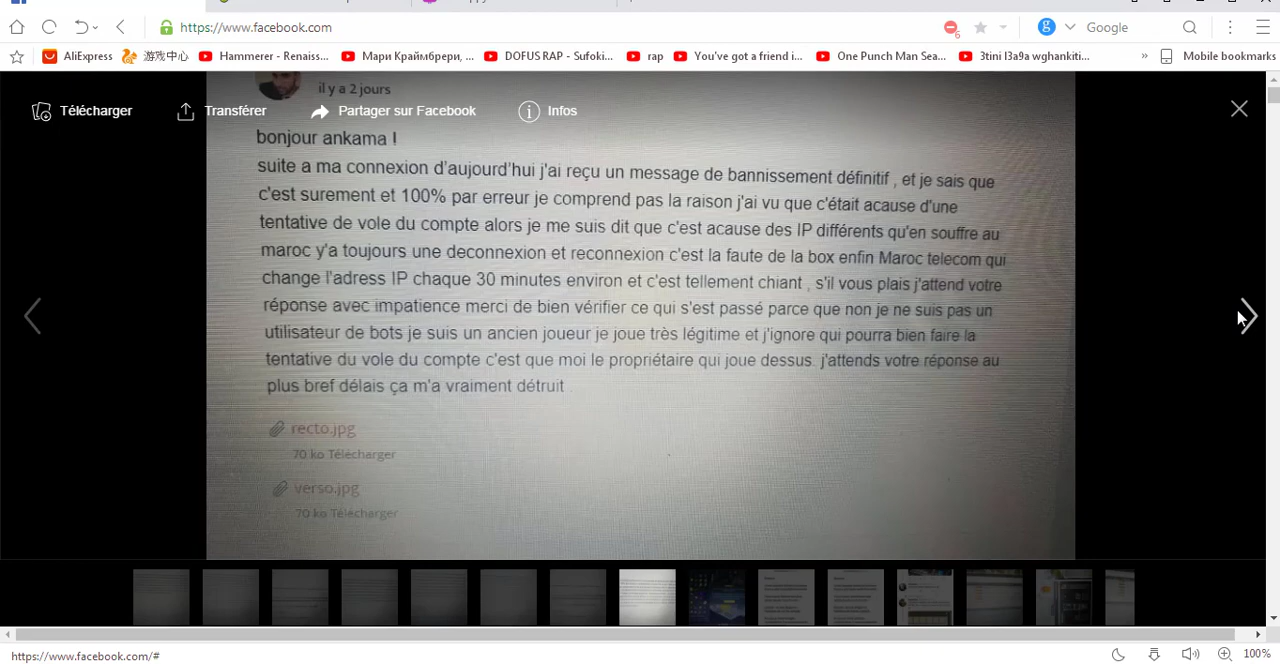 https://www.facebook.com
6
Google
AliExpress
游戏中心
Hammerer - Renaiss...
Мари Краймбрери, ...
DOFUS RAP - Sufoki...
rap
You've got a friend i...
One Punch Man Sea...
3tini l3a9a wghankiti...
»
Mobile bookmarks
il y a 2 jours
Télécharger
Transférer
Partager sur Facebook
Infos
bonjour ankama !
suite a ma connexion d'aujourd'hui j'ai reçu un message de bannissement définitif , et je sais que
c'est surement et 100% par erreur je comprend pas la raison j'ai vu que c'était acause d'une
tentative de vole du compte alors je me suis dit que c'est acause des IP différents qu'en souffre au
maroc y'a toujours une deconnexion et reconnexion c'est la faute de la box enfin Maroc telecom qui
change l'adress IP chaque 30 minutes environ et c'est tellement chiant , s'il vous plais j'attend votre
réponse avec impatience merci de bien vérifier ce qui s'est passé parce que non je ne suis pas un
utilisateur de bots je suis un ancien joueur je joue très légitime et j'ignore qui pourra bien faire la
tentative du vole du compte c'est que moi le propriétaire qui joue dessus. j'attends votre réponse au
plus bref délais ça m'a vraiment détruit
recto.jpg
70 ko Télécharger
verso.jpg
70 ko Télécharger
https://www.facebook.com/#
100%